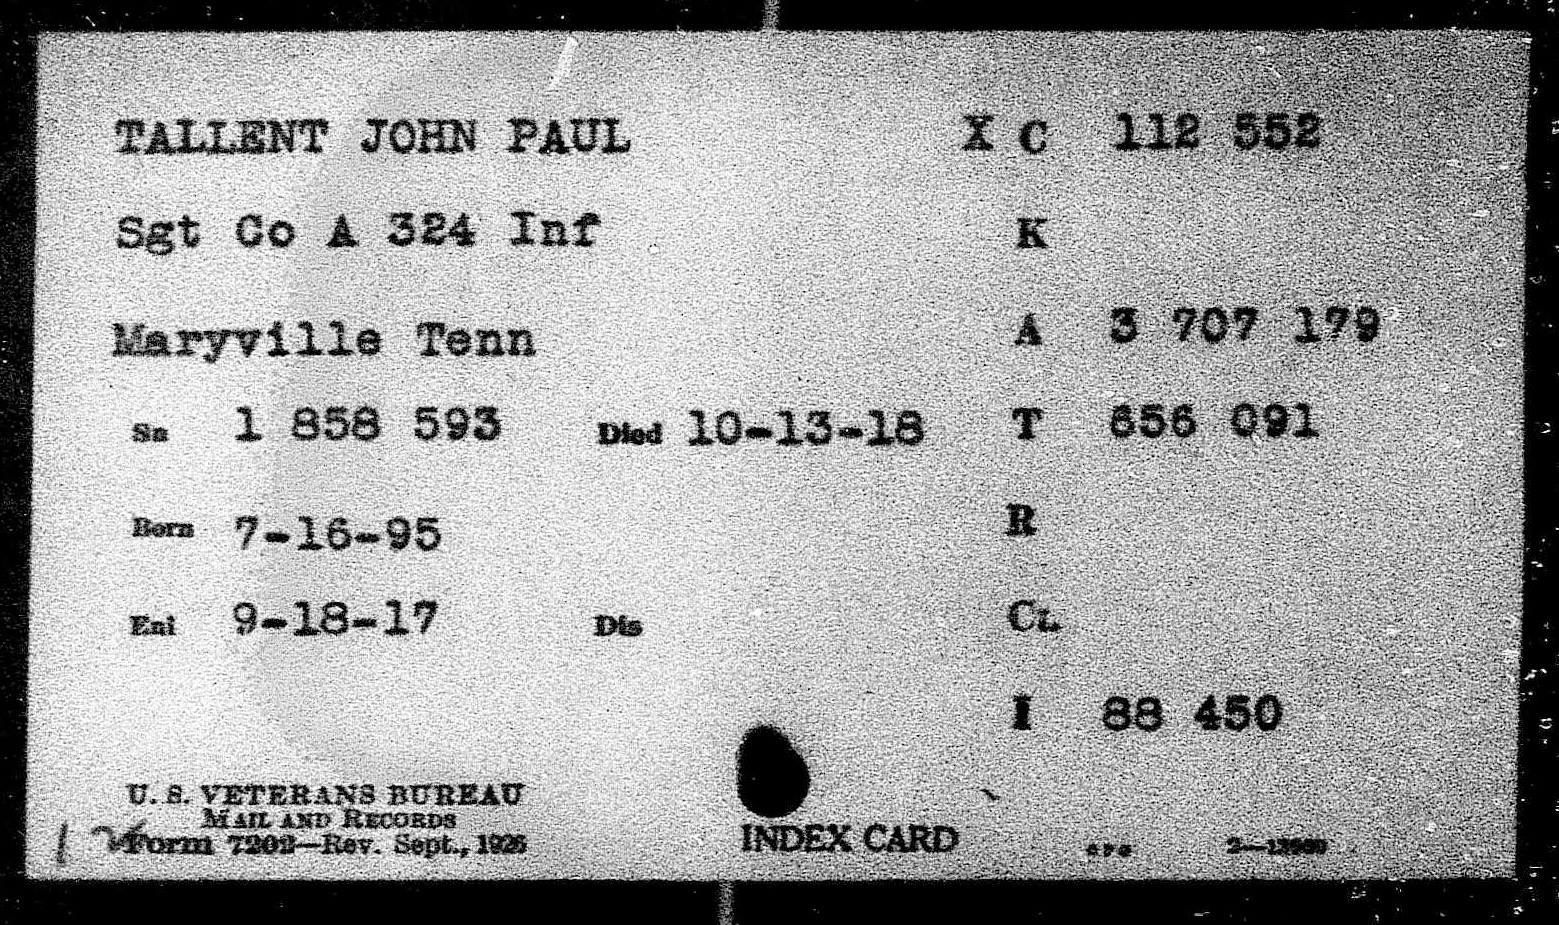 TALLENT JOHN PAUL X C 112 552
Sgt Co A 324 Inf K
Maryville Tenn A 3 707 179
Sn 1 858 593 Died 10-13-18 T 656 091
Born 7-16-95 R
Enl 9-18-17 Dis CL
I 88 450
U. S. VETERANS BUREAU
MAIL AND RECORDS
Form 7202—Rev. Sept., 1926
INDEX CARD
GPO